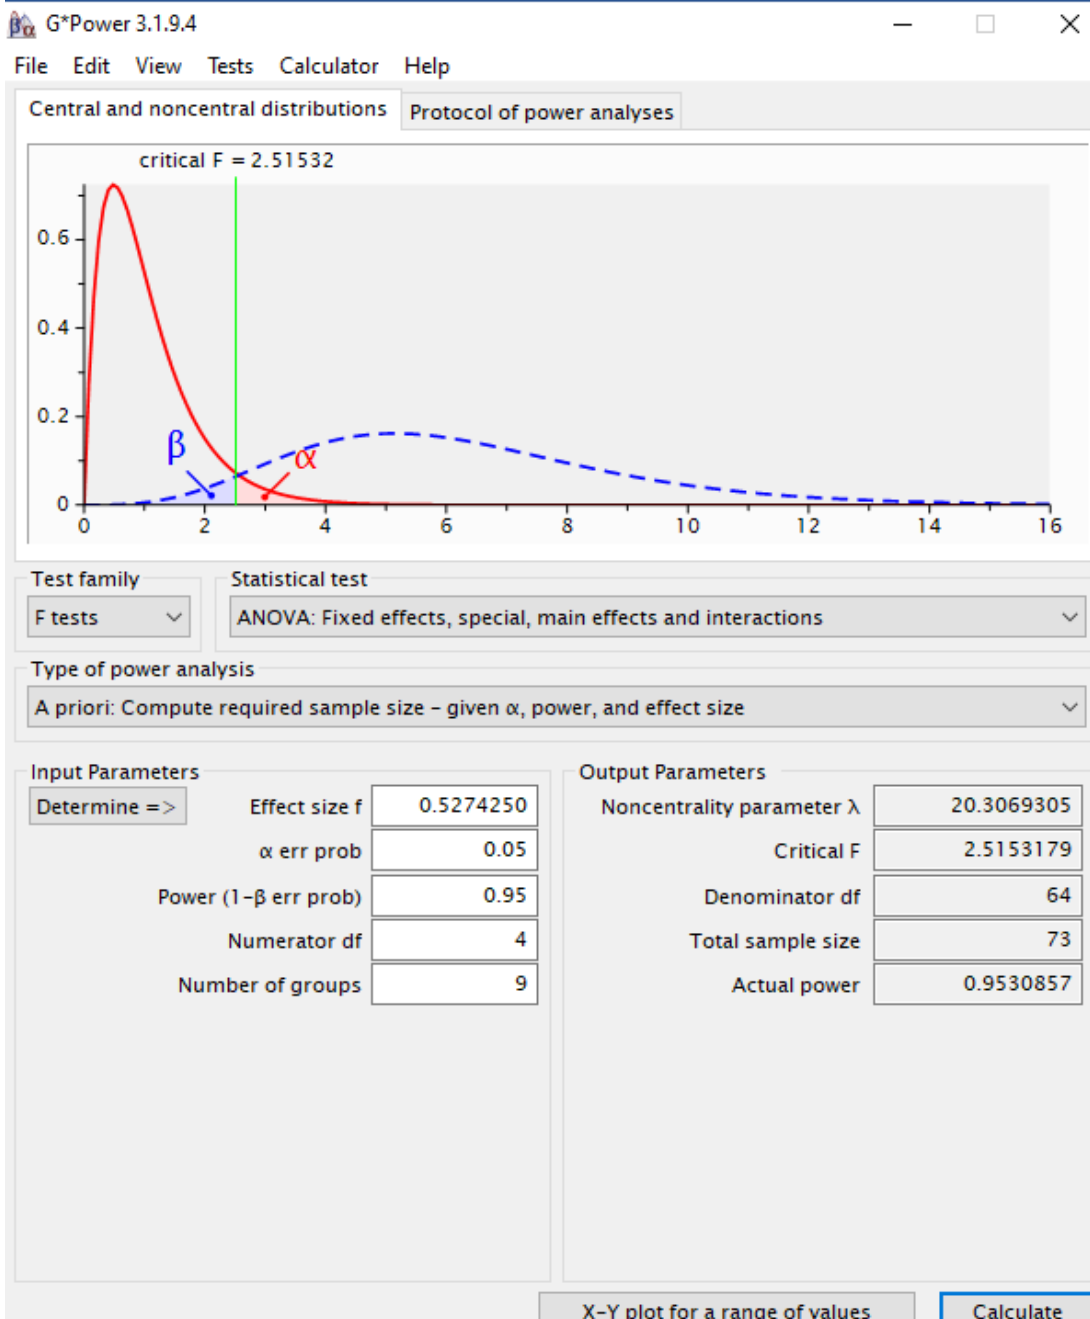 G*Power 3.1.9.4
File Edit View Tests Calculator Help
Central and noncentral distributions Protocol of power analyses
critical F = 2.51532
0.6
0.4
0.2
0
β
α
0 2 4 6 8 10 12 14 16
Test family Statistical test
F tests ANOVA: Fixed effects, special, main effects and interactions
Type of power analysis
A priori: Compute required sample size – given α, power, and effect size
Input Parameters Output Parameters
Determine => Effect size f 0.5274250 Noncentrality parameter λ 20.3069305
α err prob 0.05 Critical F 2.5153179
Power (1–β err prob) 0.95 Denominator df 64
Numerator df 4 Total sample size 73
Number of groups 9 Actual power 0.9530857
X–Y plot for a range of values Calculate